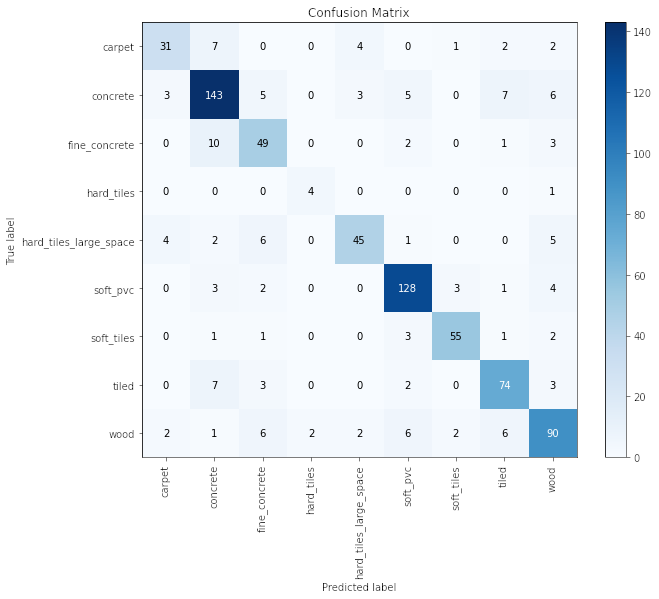 Confusion Matrix
carpet 31 7 0 0 4 0 1 2 2
concrete 3 143 5 0 3 5 0 7 6
fine_concrete 0 10 49 0 0 2 0 1 3
hard_tiles 0 0 0 4 0 0 0 0 1
hard_tiles_large_space 4 2 6 0 45 1 0 0 5
soft_pvc 0 3 2 0 0 128 3 1 4
soft_tiles 0 1 1 0 0 3 55 1 2
tiled 0 7 3 0 0 2 0 74 3
wood 2 1 6 2 2 6 2 6 90
True label
carpet concrete fine_concrete hard_tiles hard_tiles_large_space soft_pvc soft_tiles tiled wood
Predicted label
140
120
100
80
60
40
20
0